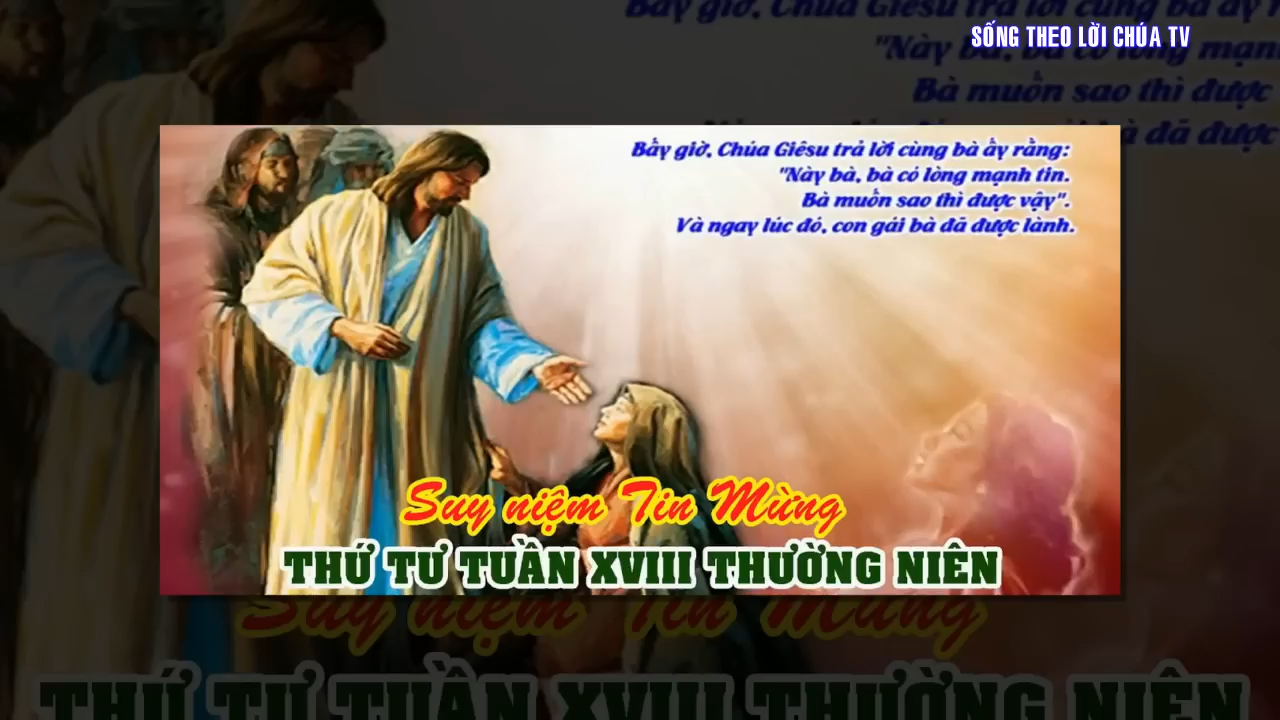 SỐNG THEO LỜI CHÚA TV
Bấy giờ, Chúa Giêsu trả lời cùng bà ấy rằng:
"Này bà, bà có lòng mạnh tin.
Bà muốn sao thì được vậy".
Và ngay lúc đó, con gái bà đã được lành.
Suy niệm Tin Mừng
THỨ TƯ TUẦN XVIII THƯỜNG NIÊN